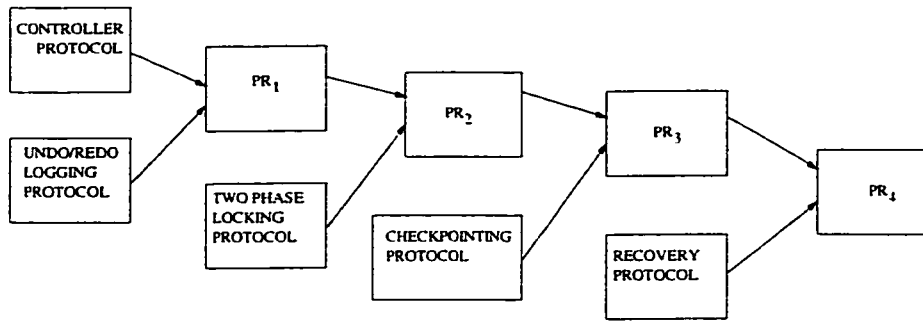 CONTROLLER
PROTOCOL
PR1
PR2
PR3
PR4
UNDO/REDO
LOGGING
PROTOCOL
TWO PHASE
LOCKING
PROTOCOL
CHECKPOINTING
PROTOCOL
RECOVERY
PROTOCOL